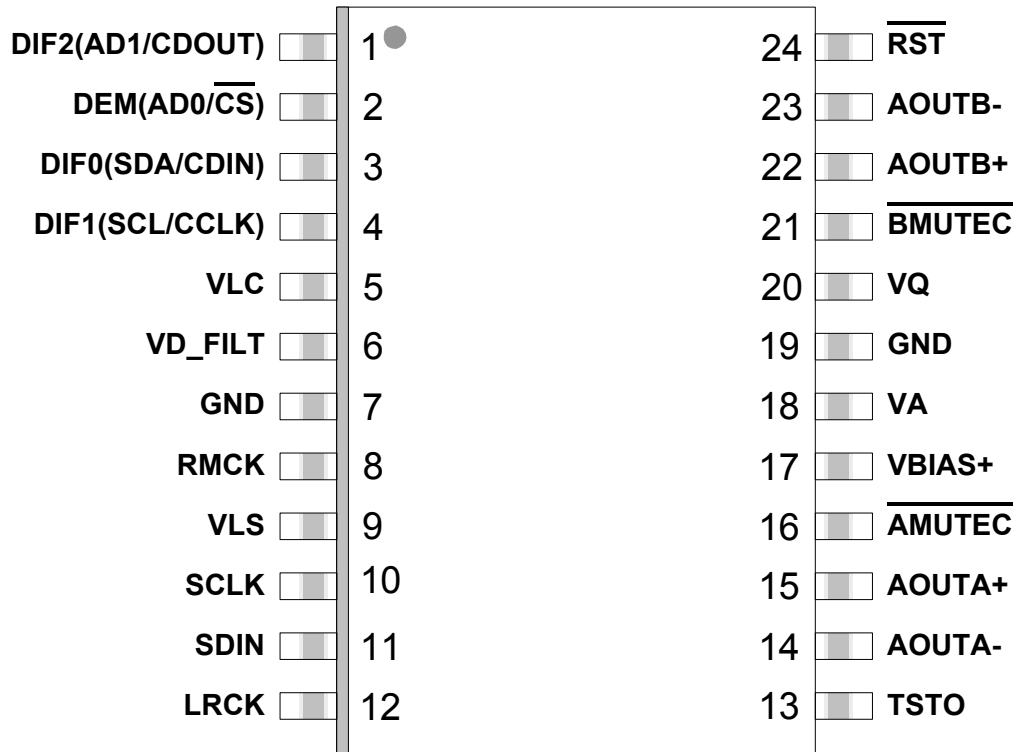 DIF2(AD1/CDOUT) 1 24 RST
DEM(AD0/CS) 2 23 AOUTB-
DIF0(SDA/CDIN) 3 22 AOUTB+
DIF1(SCL/CCLK) 4 21 BMUTEC
VLC 5 20 VQ
VD_FILT 6 19 GND
GND 7 18 VA
RMCK 8 17 VBIAS+
VLS 9 16 AMUTEC
SCLK 10 15 AOUTA+
SDIN 11 14 AOUTA-
LRCK 12 13 TSTO